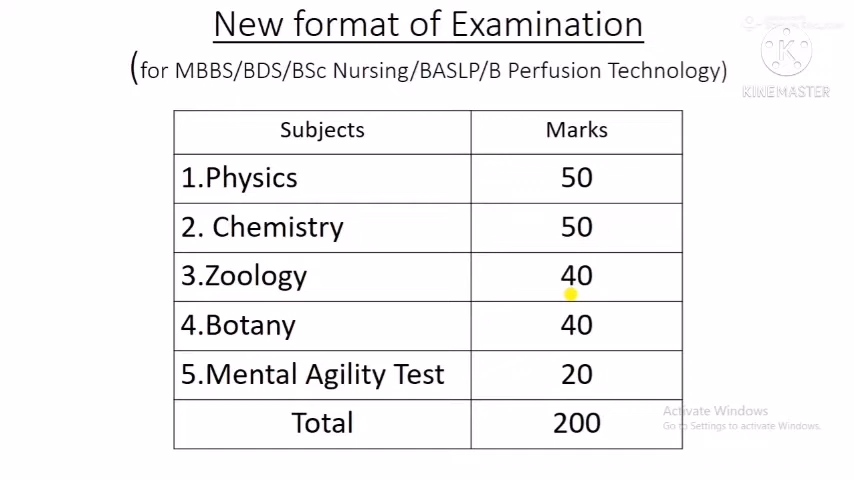 New format of Examination
(for MBBS/BDS/BSc Nursing/BASLP/B Perfusion Technology)
K
KINEMASTER
Subjects Marks
1.Physics 50
2. Chemistry 50
3.Zoology 40
4.Botany 40
5.Mental Agility Test 20
Total 200
Activate Windows
Go to Settings to activate Windows.